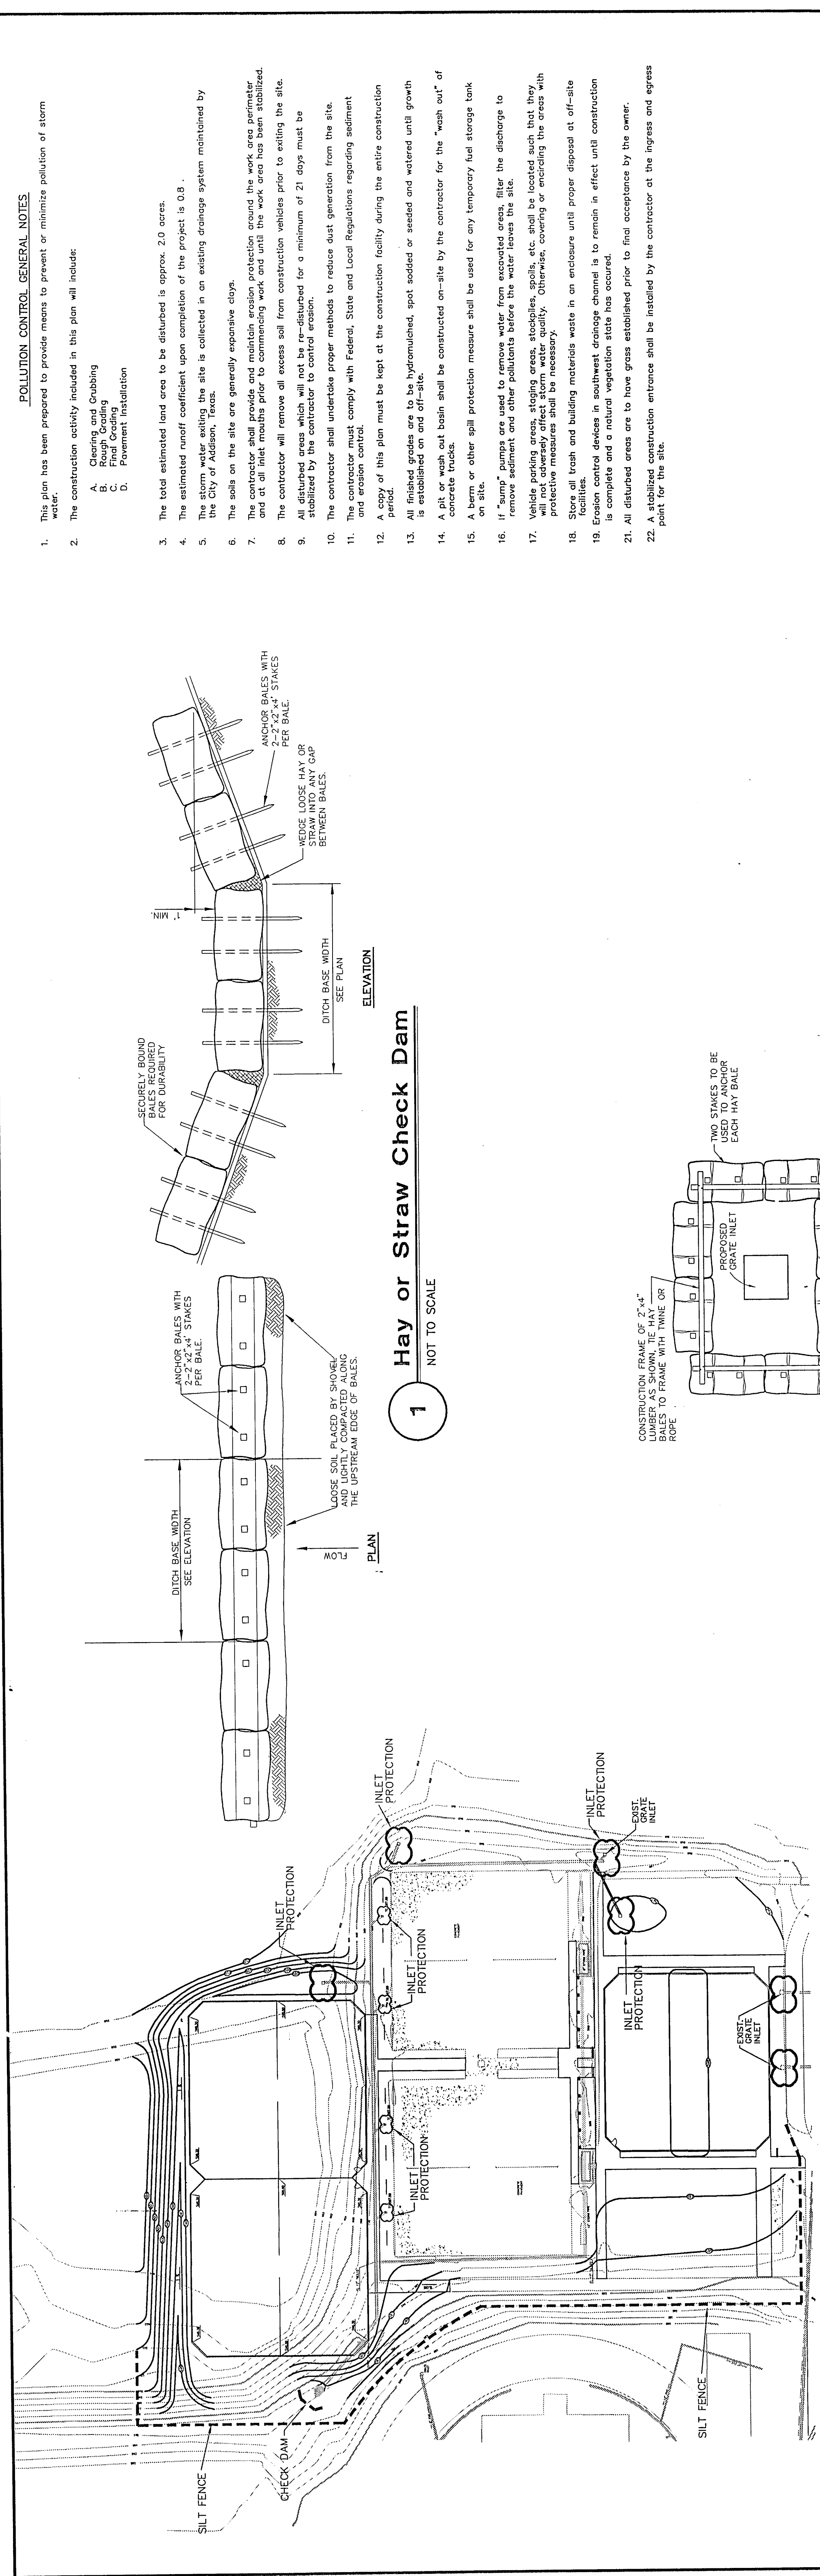 POLLUTION CONTROL GENERAL NOTES
1. This plan has been prepared to provide means to prevent or minimize pollution of storm
water.
2. The construction activity included in this plan will include:
A. Clearing and Grubbing
B. Rough Grading
C. Final Grading
D. Pavement Installation
3. The total estimated land area to be disturbed is approx. 2.0 acres.
4. The estimated runoff coefficient upon completion of the project is 0.8 .
5. The storm water exiting the site is collected in an existing drainage system maintained by
the City of Addison, Texas.
6. The soils on the site are generally expansive clays.
7. The contractor shall provide and maintain erosion protection around the work area perimeter
and at all inlet mouths prior to commencing work and until the work area has been stabilized.
8. The contractor will remove all excess soil from construction vehicles prior to exiting the site.
9. All disturbed areas which will not be re-disturbed for a minimum of 21 days must be
stabilized by the contractor to control erosion.
10. The contractor shall undertake proper methods to reduce dust generation from the site.
11. The contractor must comply with Federal, State and Local Regulations regarding sediment
and erosion control.
12. A copy of this plan must be kept at the construction facility during the entire construction
period.
13. All finished grades are to be hydromulched, spot sodded or seeded and watered until growth
is established on and off-site.
14. A pit or wash out basin shall be constructed on-site by the contractor for the "wash out" of
concrete trucks.
15. A berm or other spill protection measure shall be used for any temporary fuel storage tank
on site.
16. If "sump" pumps are used to remove water from excavated areas, filter the discharge to
remove sediment and other pollutants before the water leaves the site.
17. Vehicle parking areas, staging areas, stockpiles, spoils, etc. shall be located such that they
will not adversely affect storm water quality. Otherwise, covering or encircling the areas with
protective measures shall be necessary.
18. Store all trash and building materials waste in an enclosure until proper disposal at off-site
facilities.
19. Erosion control devices in southwest drainage channel is to remain in effect until construction
is complete and a natural vegetation state has occured.
21. All disturbed areas are to have grass established prior to final acceptance by the owner.
22. A stabilized construction entrance shall be installed by the contractor at the ingress and egress
point for the site.
SECURELY BOUND
BALES REQUIRED
FOR DURABILITY
1' MIN.
ANCHOR BALES WITH
2-2"x2"x4' STAKES
PER BALE.
WEDGE LOOSE HAY OR
STRAW INTO ANY GAP
BETWEEN BALES.
DITCH BASE WIDTH
SEE PLAN
ELEVATION
DITCH BASE WIDTH
SEE ELEVATION
ANCHOR BALES WITH
2-2"x2"x4' STAKES
PER BALE.
LOOSE SOIL PLACED BY SHOVEL
AND LIGHTLY COMPACTED ALONG
THE UPSTREAM EDGE OF BALES.
FLOW
PLAN
1
Hay or Straw Check Dam
NOT TO SCALE
CONSTRUCTION FRAME OF 2"x4"
LUMBER AS SHOWN, TIE HAY
BALES TO FRAME WITH TWINE OR
ROPE
PROPOSED
GRATE INLET
TWO STAKES TO BE
USED TO ANCHOR
EACH HAY BALE
SILT FENCE
CHECK DAM
INLET
PROTECTION
INLET
PROTECTION
INLET
PROTECTION
INLET
PROTECTION
INLET
PROTECTION
EXIST.
GRATE
INLET
INLET
PROTECTION
EXIST.
GRATE
INLET
SILT FENCE